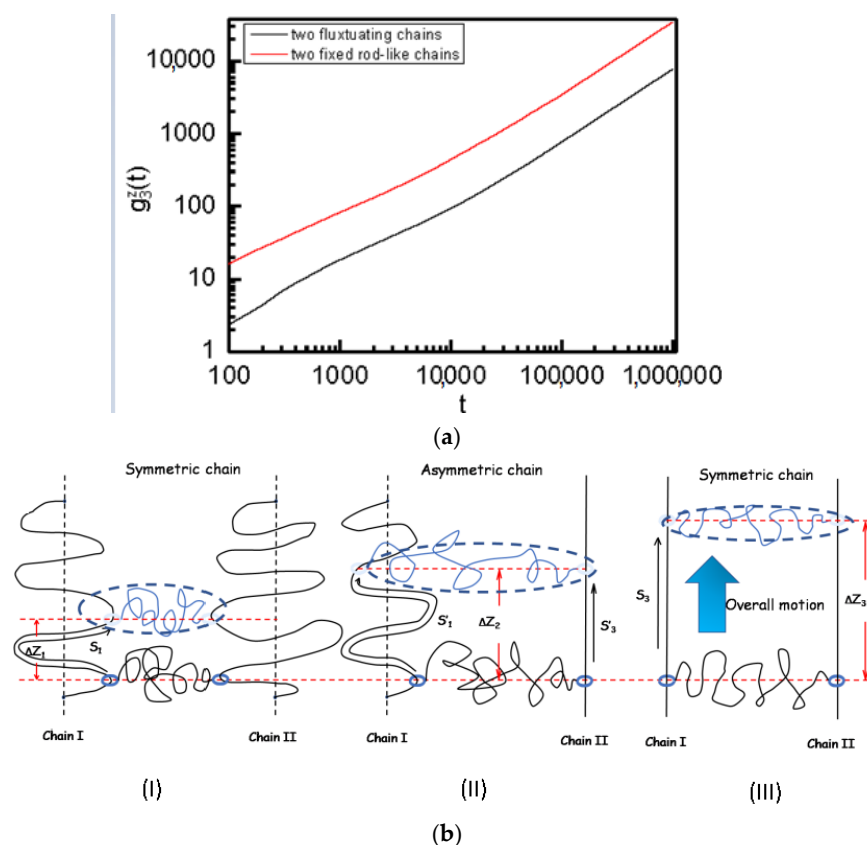 two fluxtuating chains
two fixed rod-like chains
10,000
1000
100
10
1
g₃ᶻ(t)
100 1000 10,000 100,000 1,000,000
t
(a)
Symmetric chain Asymmetric chain Symmetric chain
ΔZ₁ S₁ S'₁ ΔZ₂ S'₃ S₃ Overall motion ΔZ₃
Chain I Chain II Chain I Chain II Chain I Chain II
(I) (II) (III)
(b)